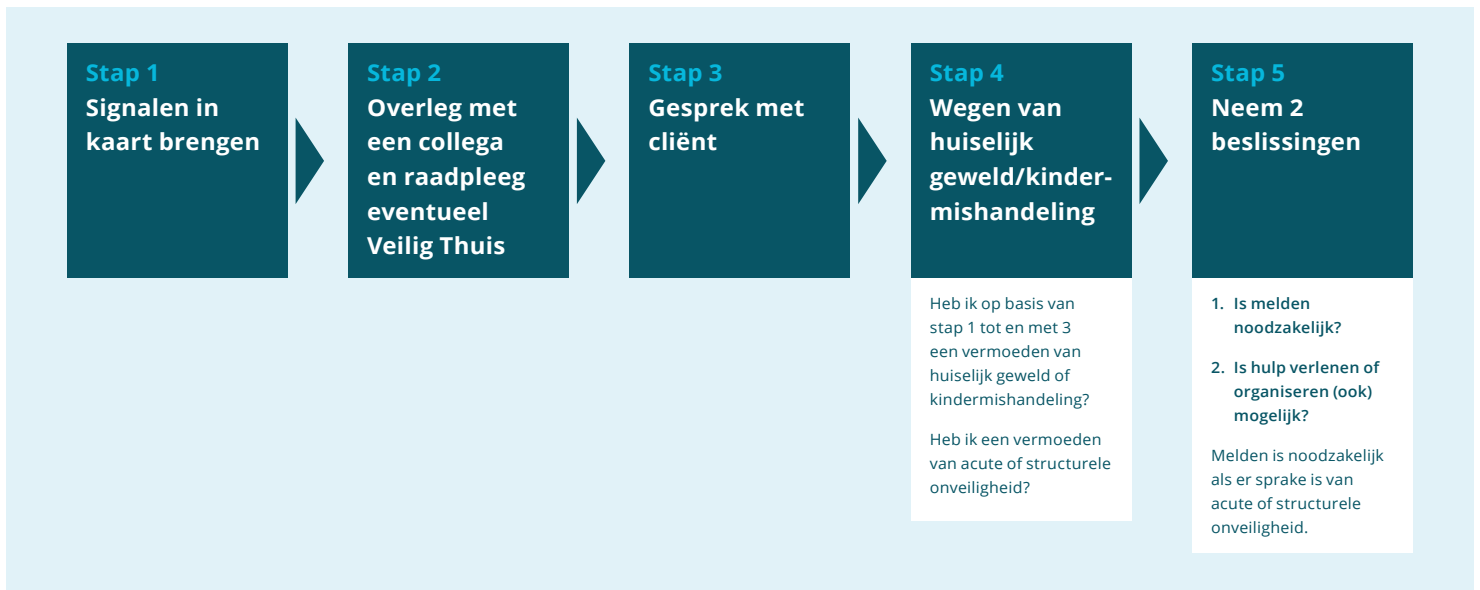 Stap 1
Signalen in
kaart brengen
Stap 2
Overleg met
een collega
en raadpleeg
eventueel
Veilig Thuis
Stap 3
Gesprek met
cliënt
Stap 4
Wegen van
huiselijk
geweld/kinder-
mishandeling
Heb ik op basis van
stap 1 tot en met 3
een vermoeden van
huiselijk geweld of
kindermishandeling?
Heb ik een vermoeden
van acute of structurele
onveiligheid?
Stap 5
Neem 2
beslissingen
1. Is melden
noodzakelijk?
2. Is hulp verlenen of
organiseren (ook)
mogelijk?
Melden is noodzakelijk
als er sprake is van
acute of structurele
onveiligheid.